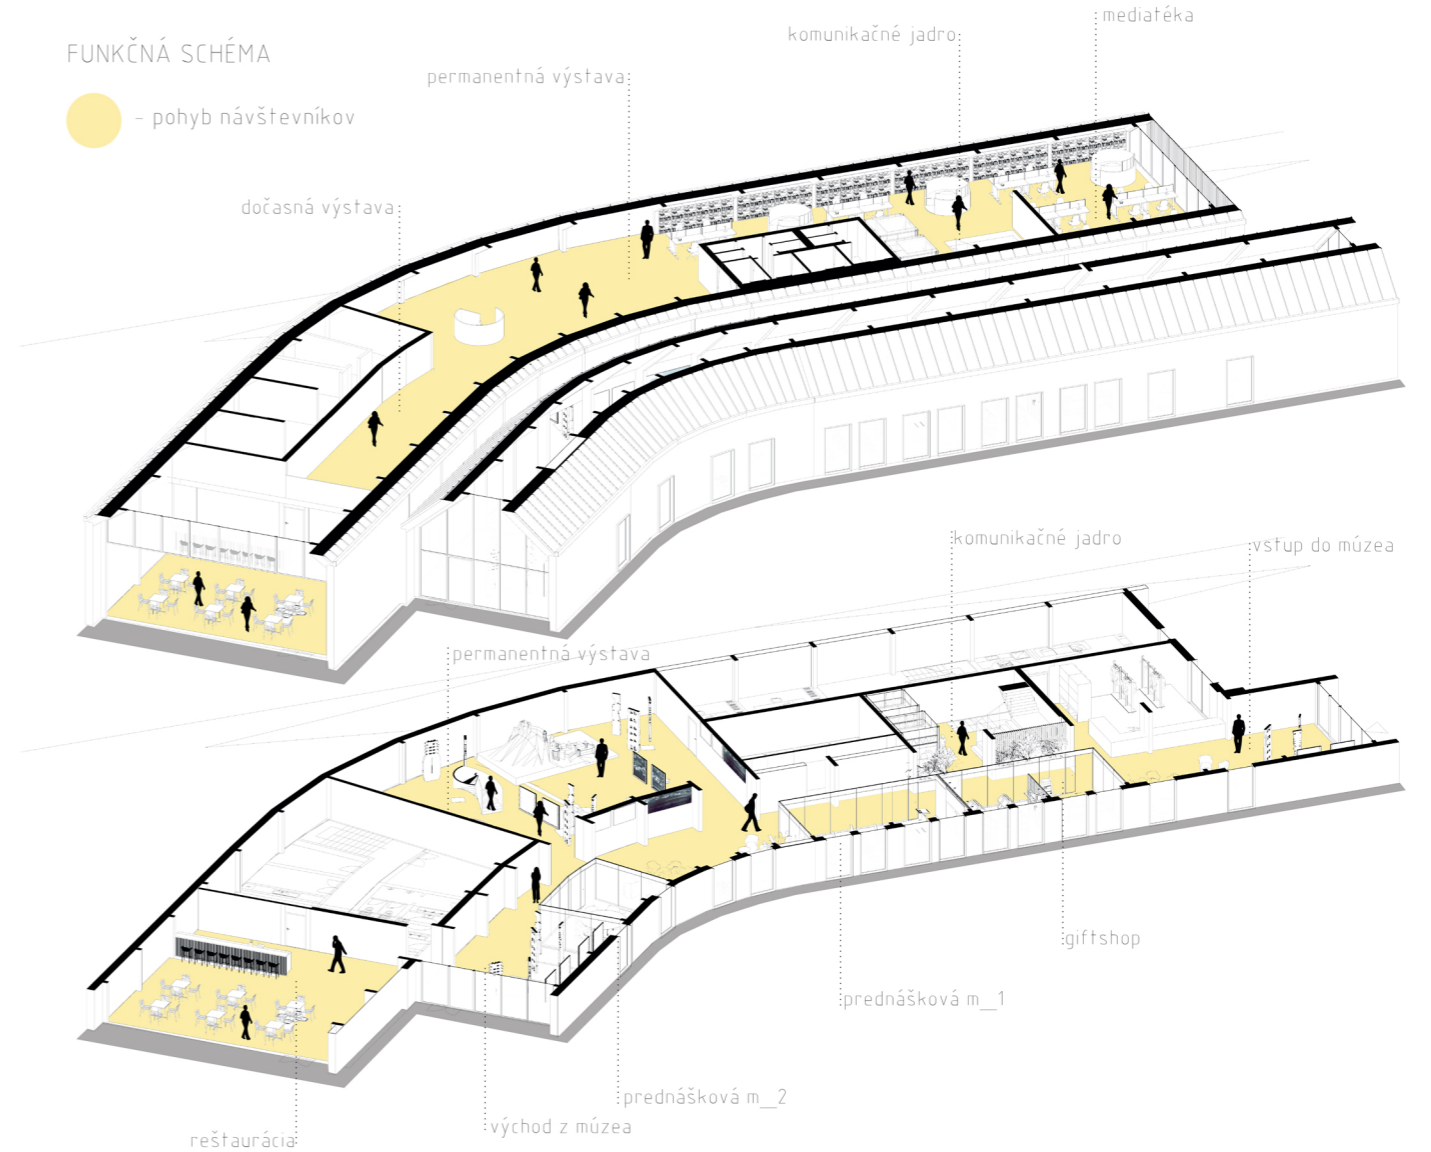 FUNKČNÁ SCHÉMA
- pohyb návštevníkov
mediatéka
komunikačné jadro
permanentná výstava
dočasná výstava
komunikačné jadro
vstup do múzea
permanentná výstava
giftshop
prednášková m_1
prednášková m_2
východ z múzea
reštaurácia